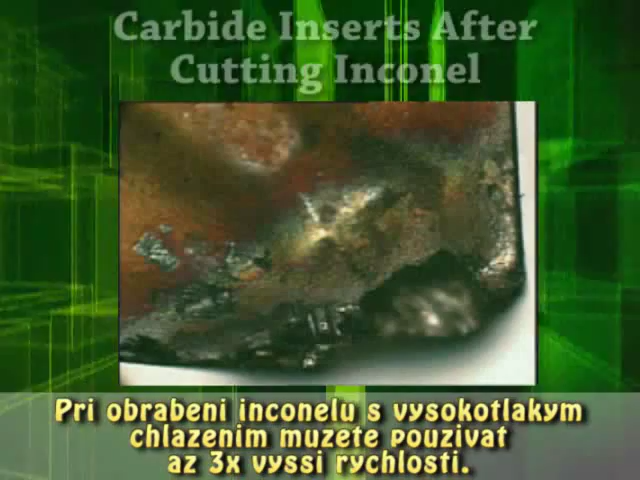 Carbide Inserts After
Cutting Inconel
Pri obrabeni inconelu s vysokotlakym
chlazenim muzete pouzivat
az 3x vyssi rychlosti.